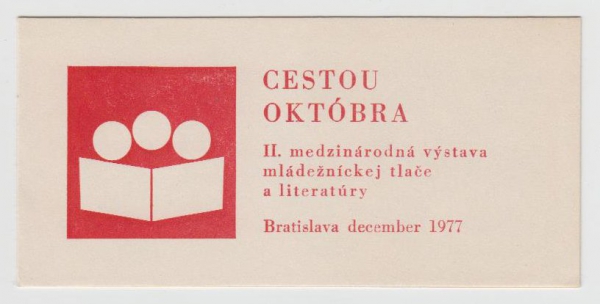 CESTOU
OKTÓBRA
II. medzinárodná výstava
mládežníckej tlače
a literatúry
Bratislava december 1977